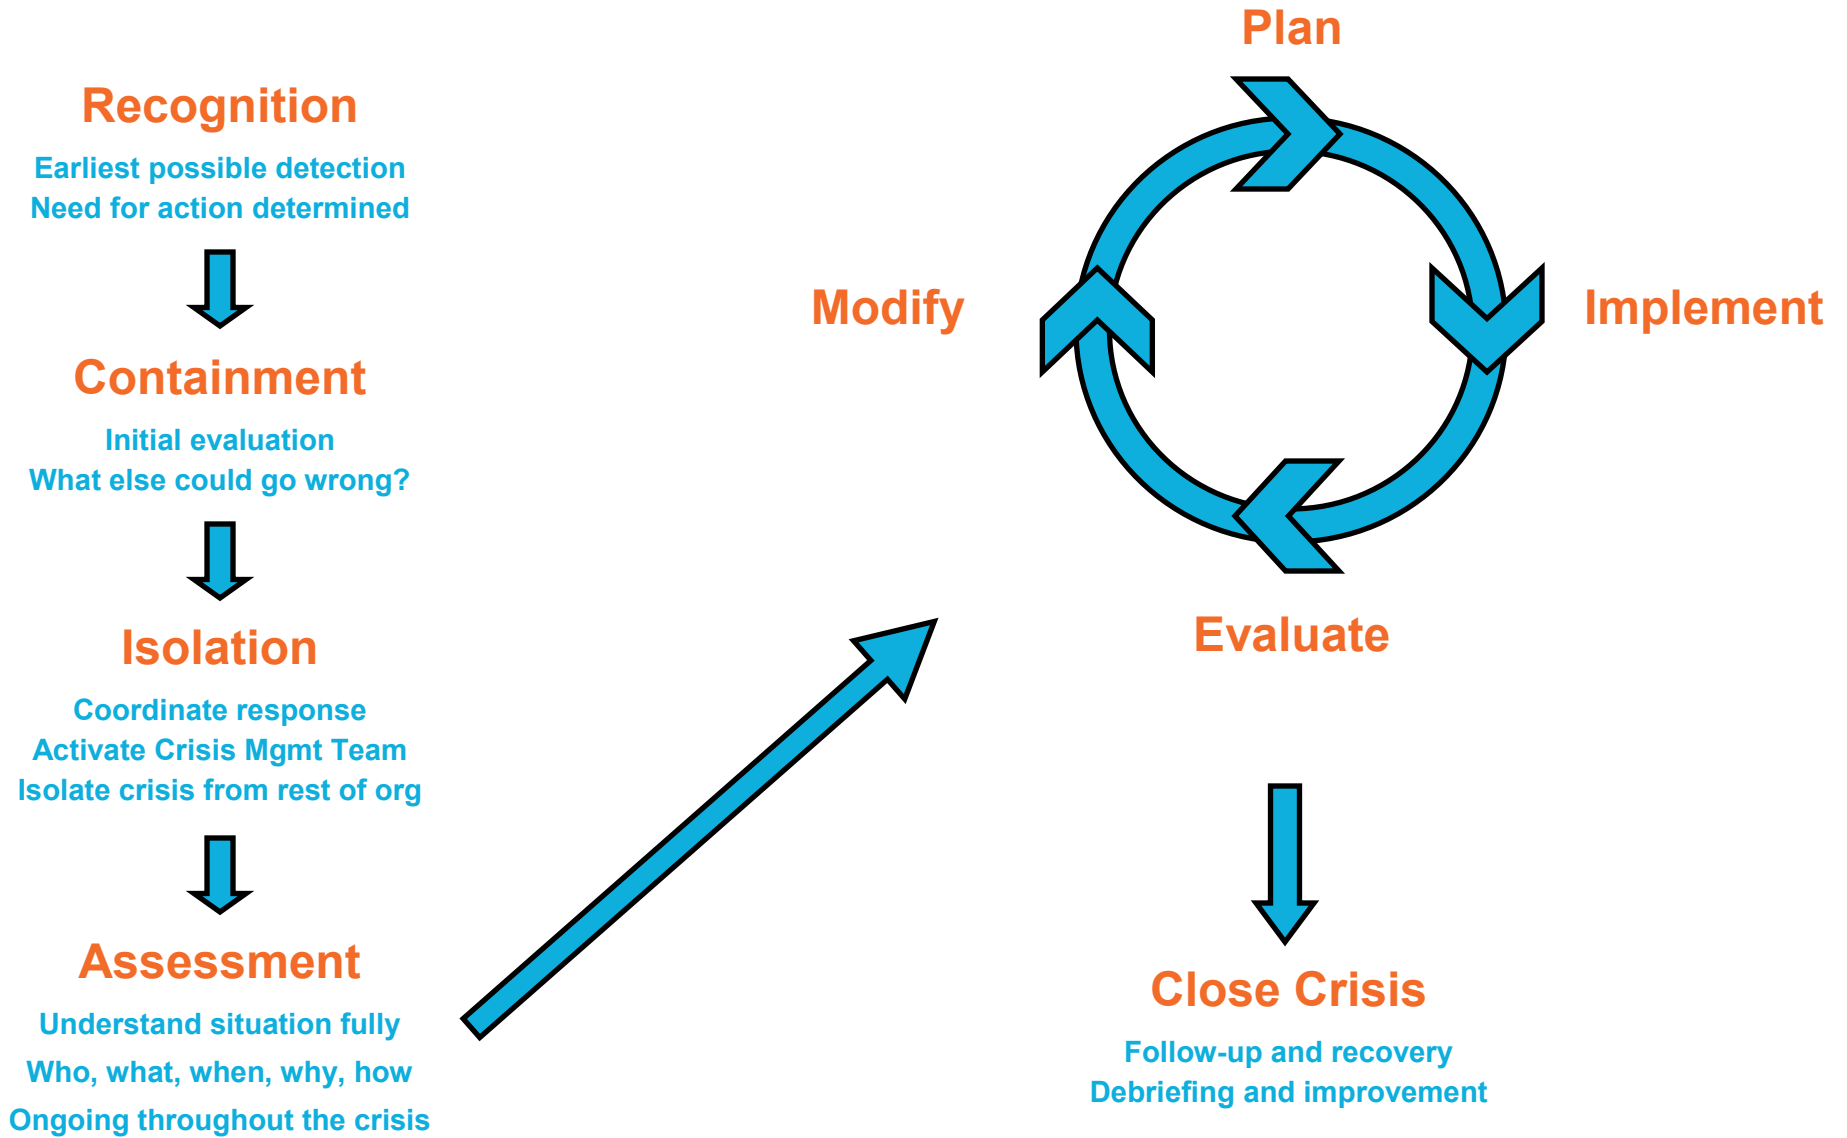 Recognition
Earliest possible detection
Need for action determined
Containment
Initial evaluation
What else could go wrong?
Isolation
Coordinate response
Activate Crisis Mgmt Team
Isolate crisis from rest of org
Assessment
Understand situation fully
Who, what, when, why, how
Ongoing throughout the crisis
Plan
Implement
Evaluate
Modify
Close Crisis
Follow-up and recovery
Debriefing and improvement